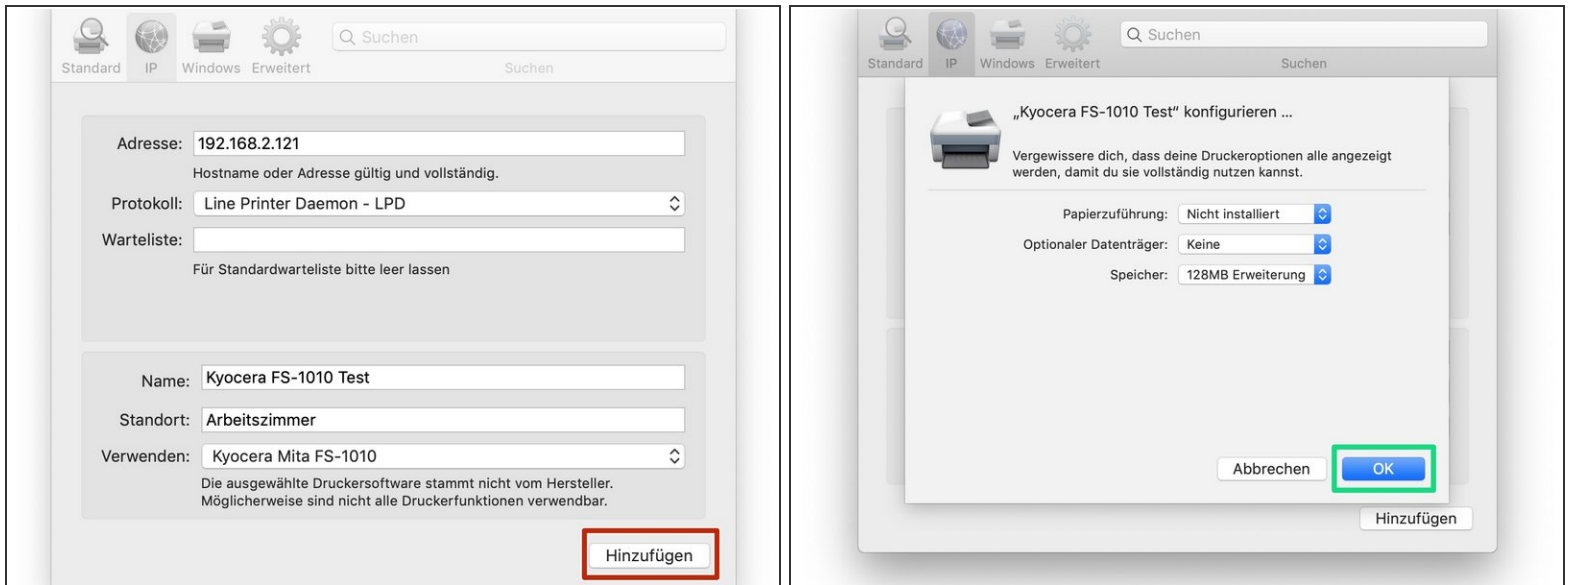 Suchen
Standard IP Windows Erweitert Suchen
Adresse: 192.168.2.121
Hostname oder Adresse gültig und vollständig.
Protokoll: Line Printer Daemon - LPD
Warteliste:
Für Standardwarteliste bitte leer lassen
Name: Kyocera FS-1010 Test
Standort: Arbeitszimmer
Verwenden: Kyocera Mita FS-1010
Die ausgewählte Druckersoftware stammt nicht vom Hersteller.
Möglicherweise sind nicht alle Druckerfunktionen verwendbar.
Hinzufügen
Suchen
Standard IP Windows Erweitert Suchen
„Kyocera FS-1010 Test“ konfigurieren ...
Vergewissere dich, dass deine Druckeroptionen alle angezeigt
werden, damit du sie vollständig nutzen kannst.
Papierzuführung: Nicht installiert
Optionaler Datenträger: Keine
Speicher: 128MB Erweiterung
Abbrechen OK
Hinzufügen